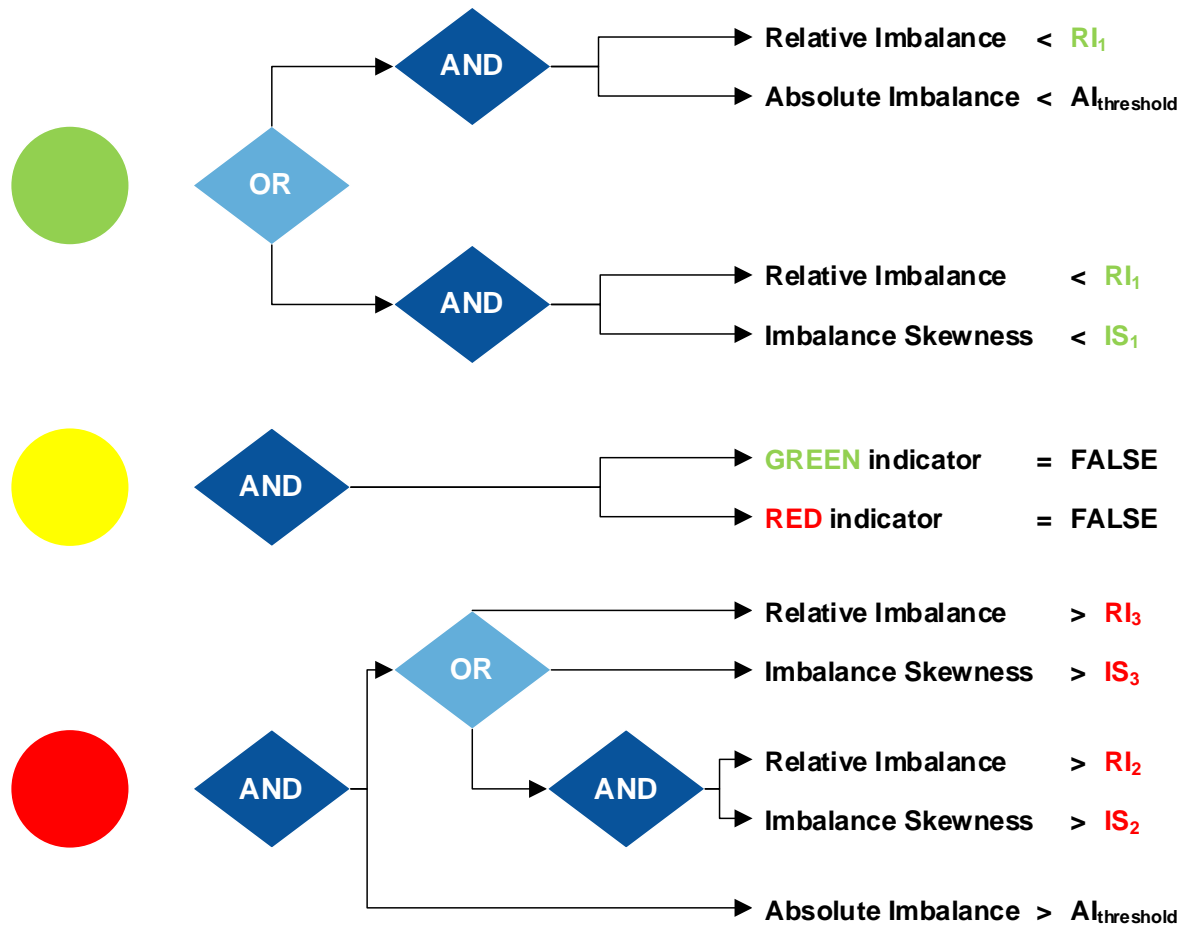 AND
Relative Imbalance < RI₁
Absolute Imbalance < AIthreshold
OR
AND
Relative Imbalance < RI₁
Imbalance Skewness < IS₁
AND
GREEN indicator = FALSE
RED indicator = FALSE
OR
Relative Imbalance > RI₃
Imbalance Skewness > IS₃
AND
AND
Relative Imbalance > RI₂
Imbalance Skewness > IS₂
Absolute Imbalance > AIthreshold